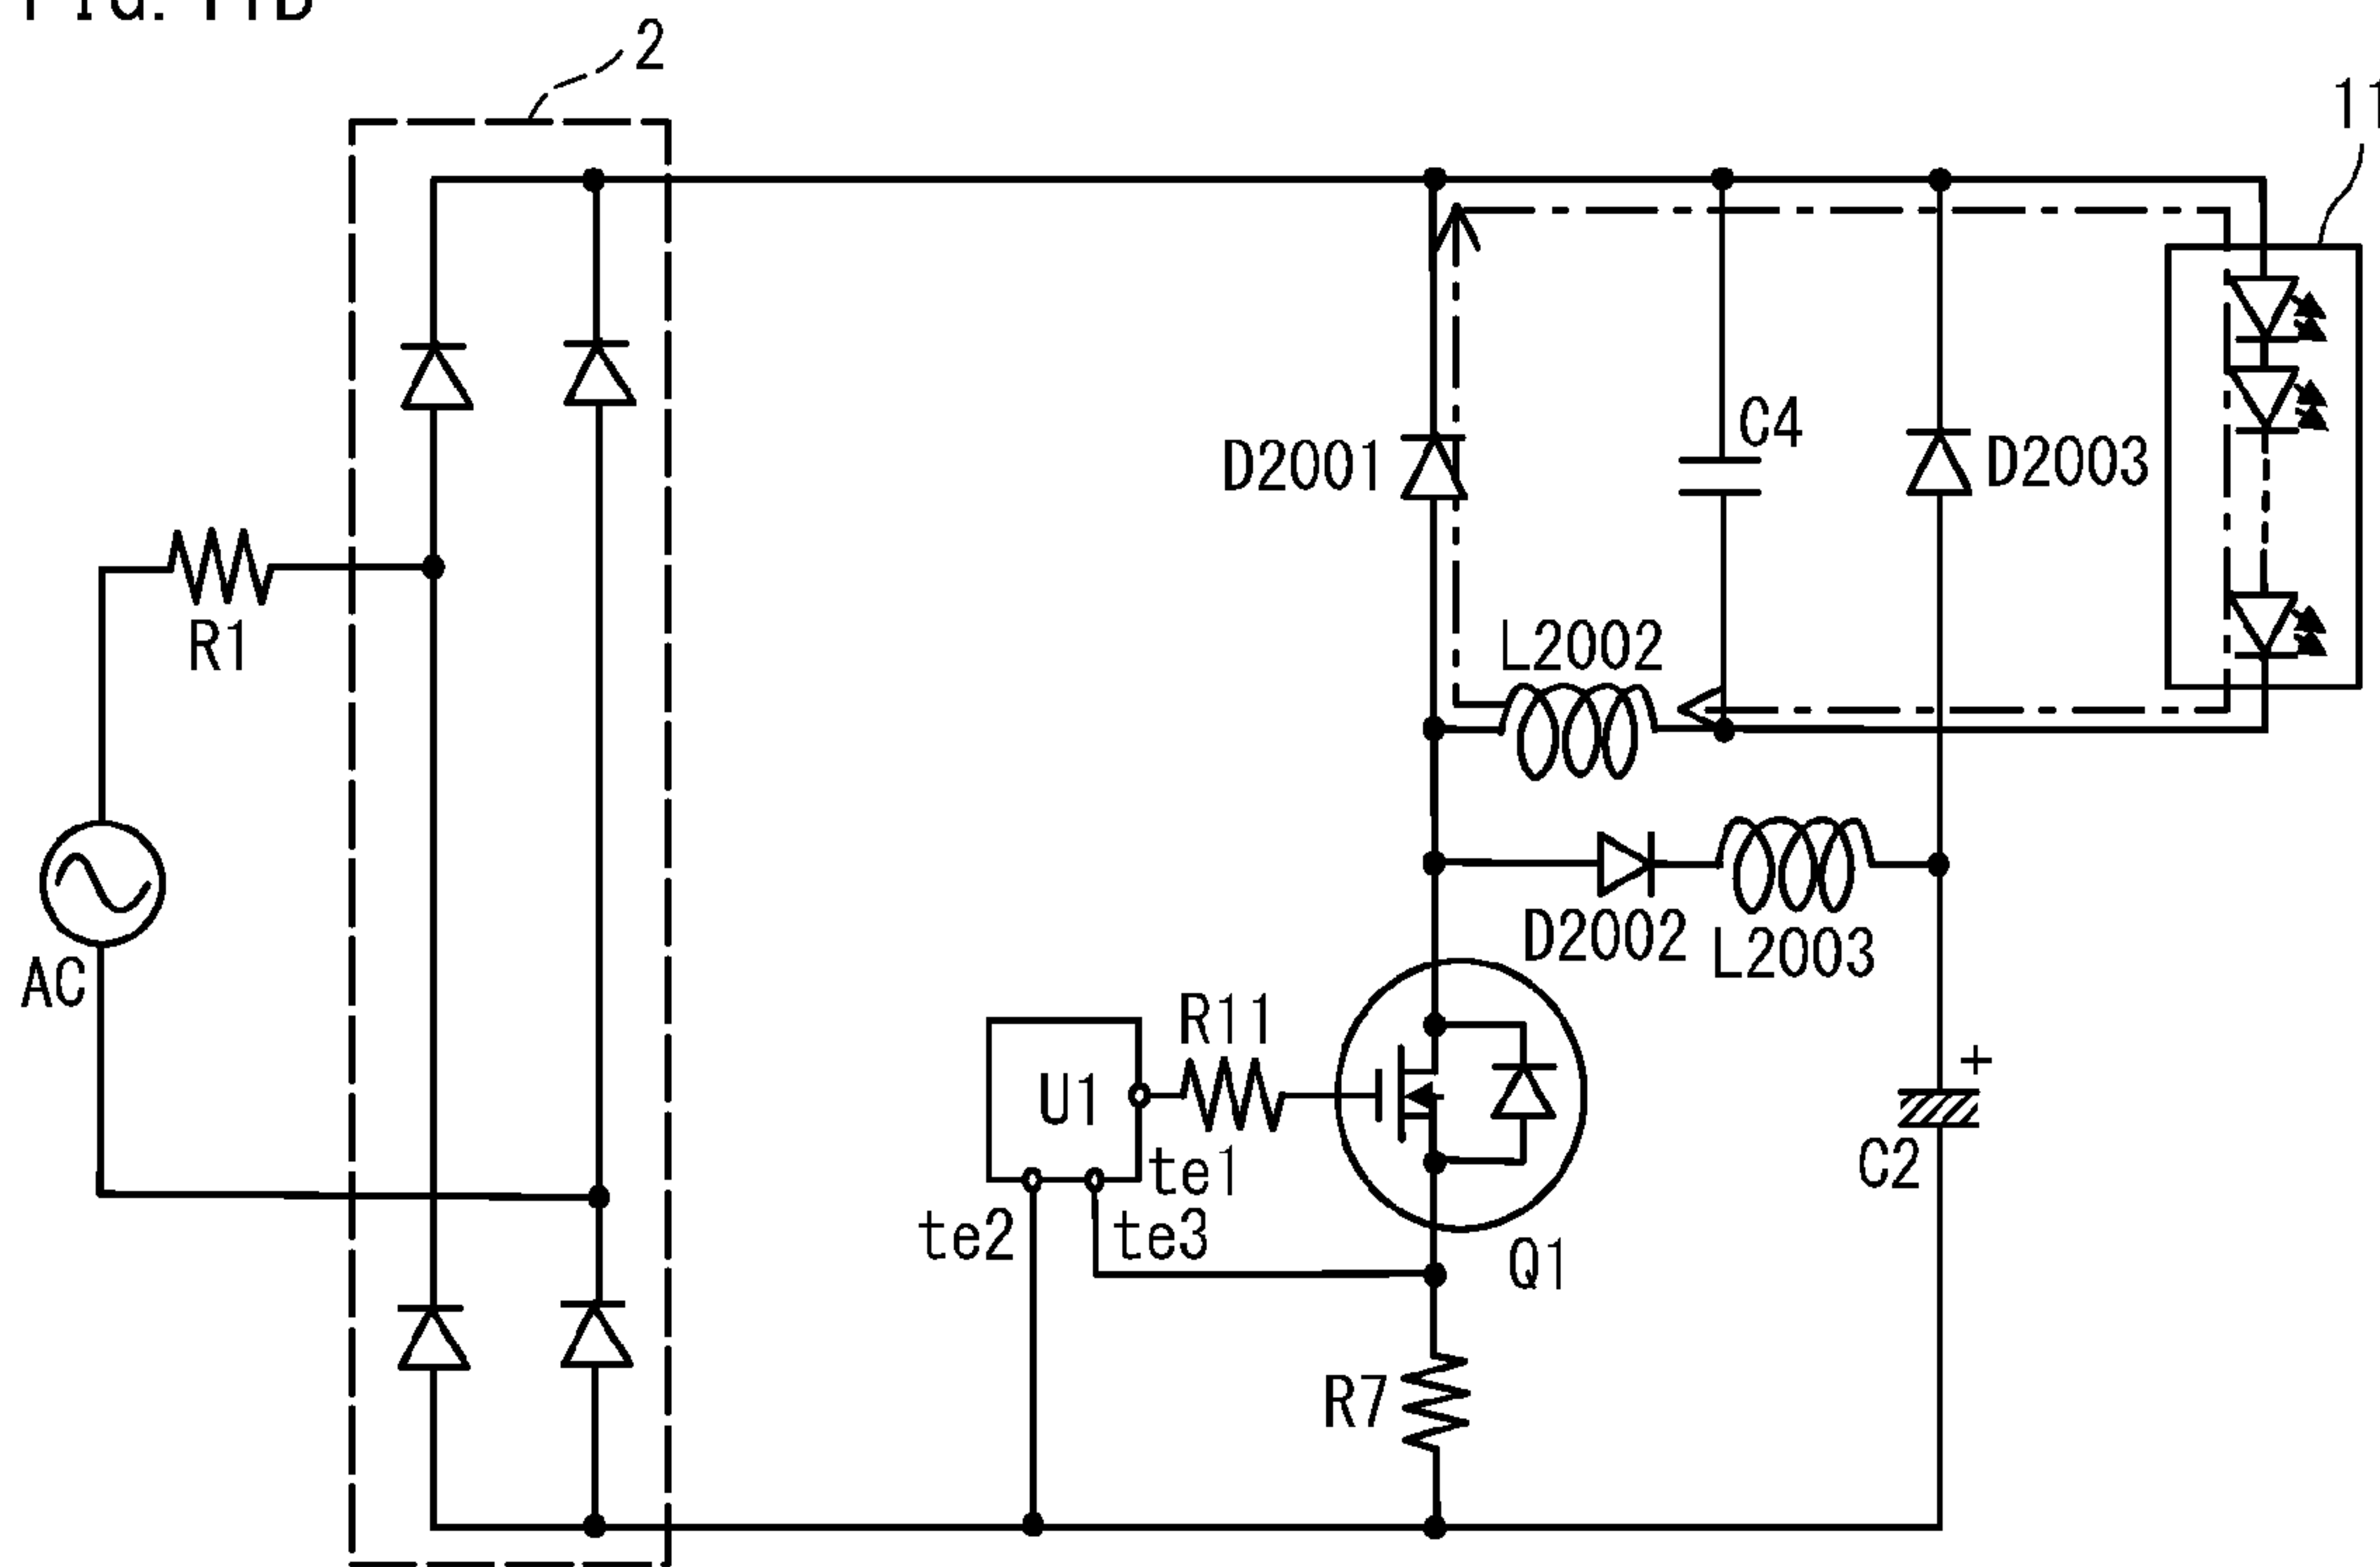 2
11
C4
D2001
D2003
R1
L2002
D2002
L2003
AC
R11
+
U1
te1
C2
te2
te3
Q1
R7